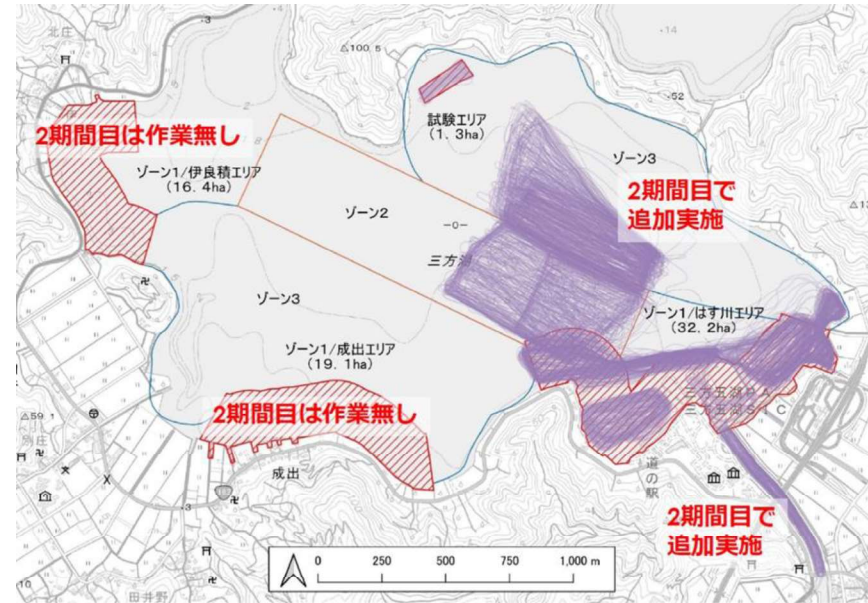 北庄
△100.5
-52
・14
試験エリア
(1.3ha)
2期間目は作業無し
ゾーン1/伊良積エリア
(16.4ha)
ゾーン3
2期間目で
追加実施
ゾーン2
-0-
三方湖
ゾーン3
ゾーン1/はす川エリア
(32.2ha)
ゾーン1/成出エリア
(19.1ha)
三方五湖PA
三方五湖SIC
2期間目は作業無し
△59.1
成出
道の駅
2期間目で
追加実施
0 250 500 750 1,000 m
田井野